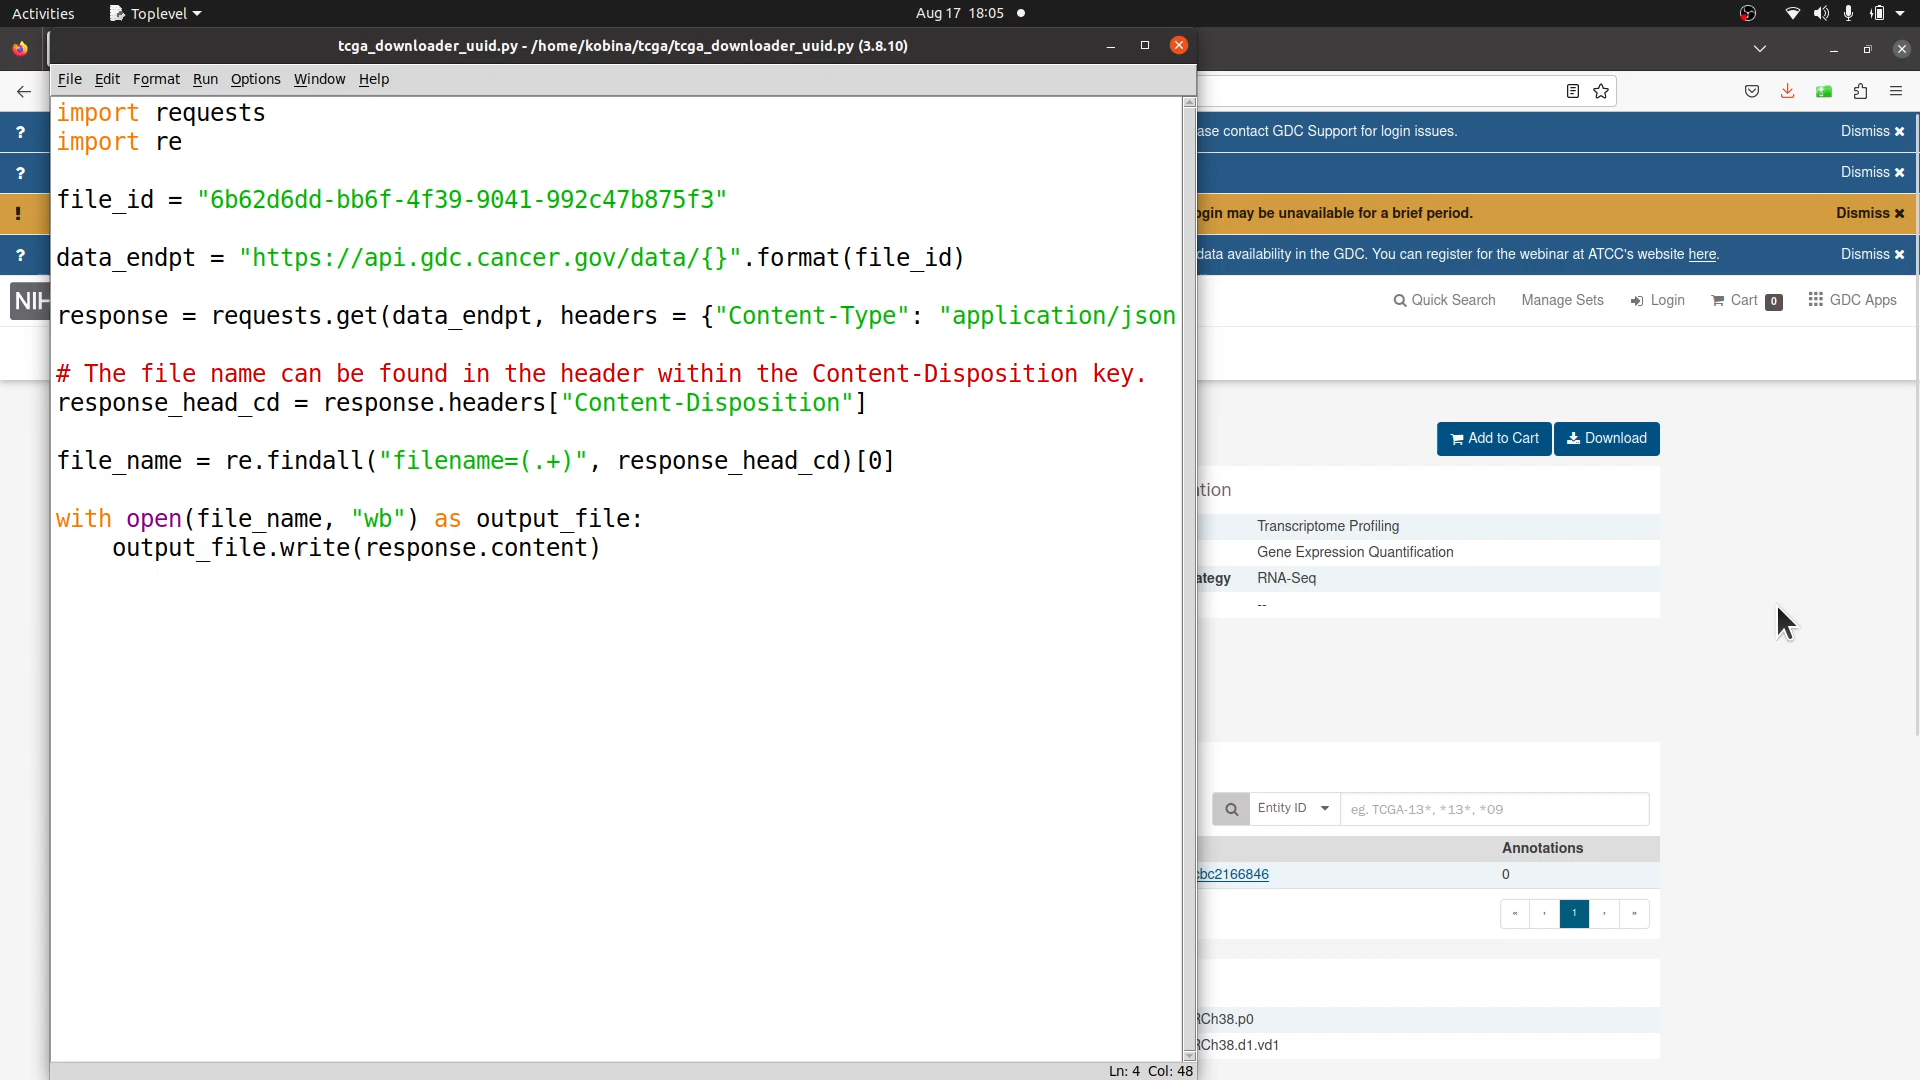 Activities Toplevel Aug 17 18:05
tcga_downloader_uuid.py - /home/kobina/tcga/tcga_downloader_uuid.py (3.8.10)
File Edit Format Run Options Window Help
import requests
import re
file_id = "6b62d6dd-bb6f-4f39-9041-992c47b875f3"
data_endpt = "https://api.gdc.cancer.gov/data/{}".format(file_id)
response = requests.get(data_endpt, headers = {"Content-Type": "application/json
# The file name can be found in the header within the Content-Disposition key.
response_head_cd = response.headers["Content-Disposition"]
file_name = re.findall("filename=(.+)", response_head_cd)[0]
with open(file_name, "wb") as output_file:
    output_file.write(response.content)
Ln: 4 Col: 48
? ase contact GDC Support for login issues. Dismiss ✖
? Dismiss ✖
! ogin may be unavailable for a brief period. Dismiss ✖
? data availability in the GDC. You can register for the webinar at ATCC's website here. Dismiss ✖
NIH Quick Search Manage Sets Login Cart 0 GDC Apps
Add to Cart Download
tion
Transcriptome Profiling
Gene Expression Quantification
ategy RNA-Seq
--
Entity ID eg. TCGA-13*, *13*, *09
Annotations
cbc2166846 0
« ‹ 1 › »
RCh38.p0
RCh38.d1.vd1